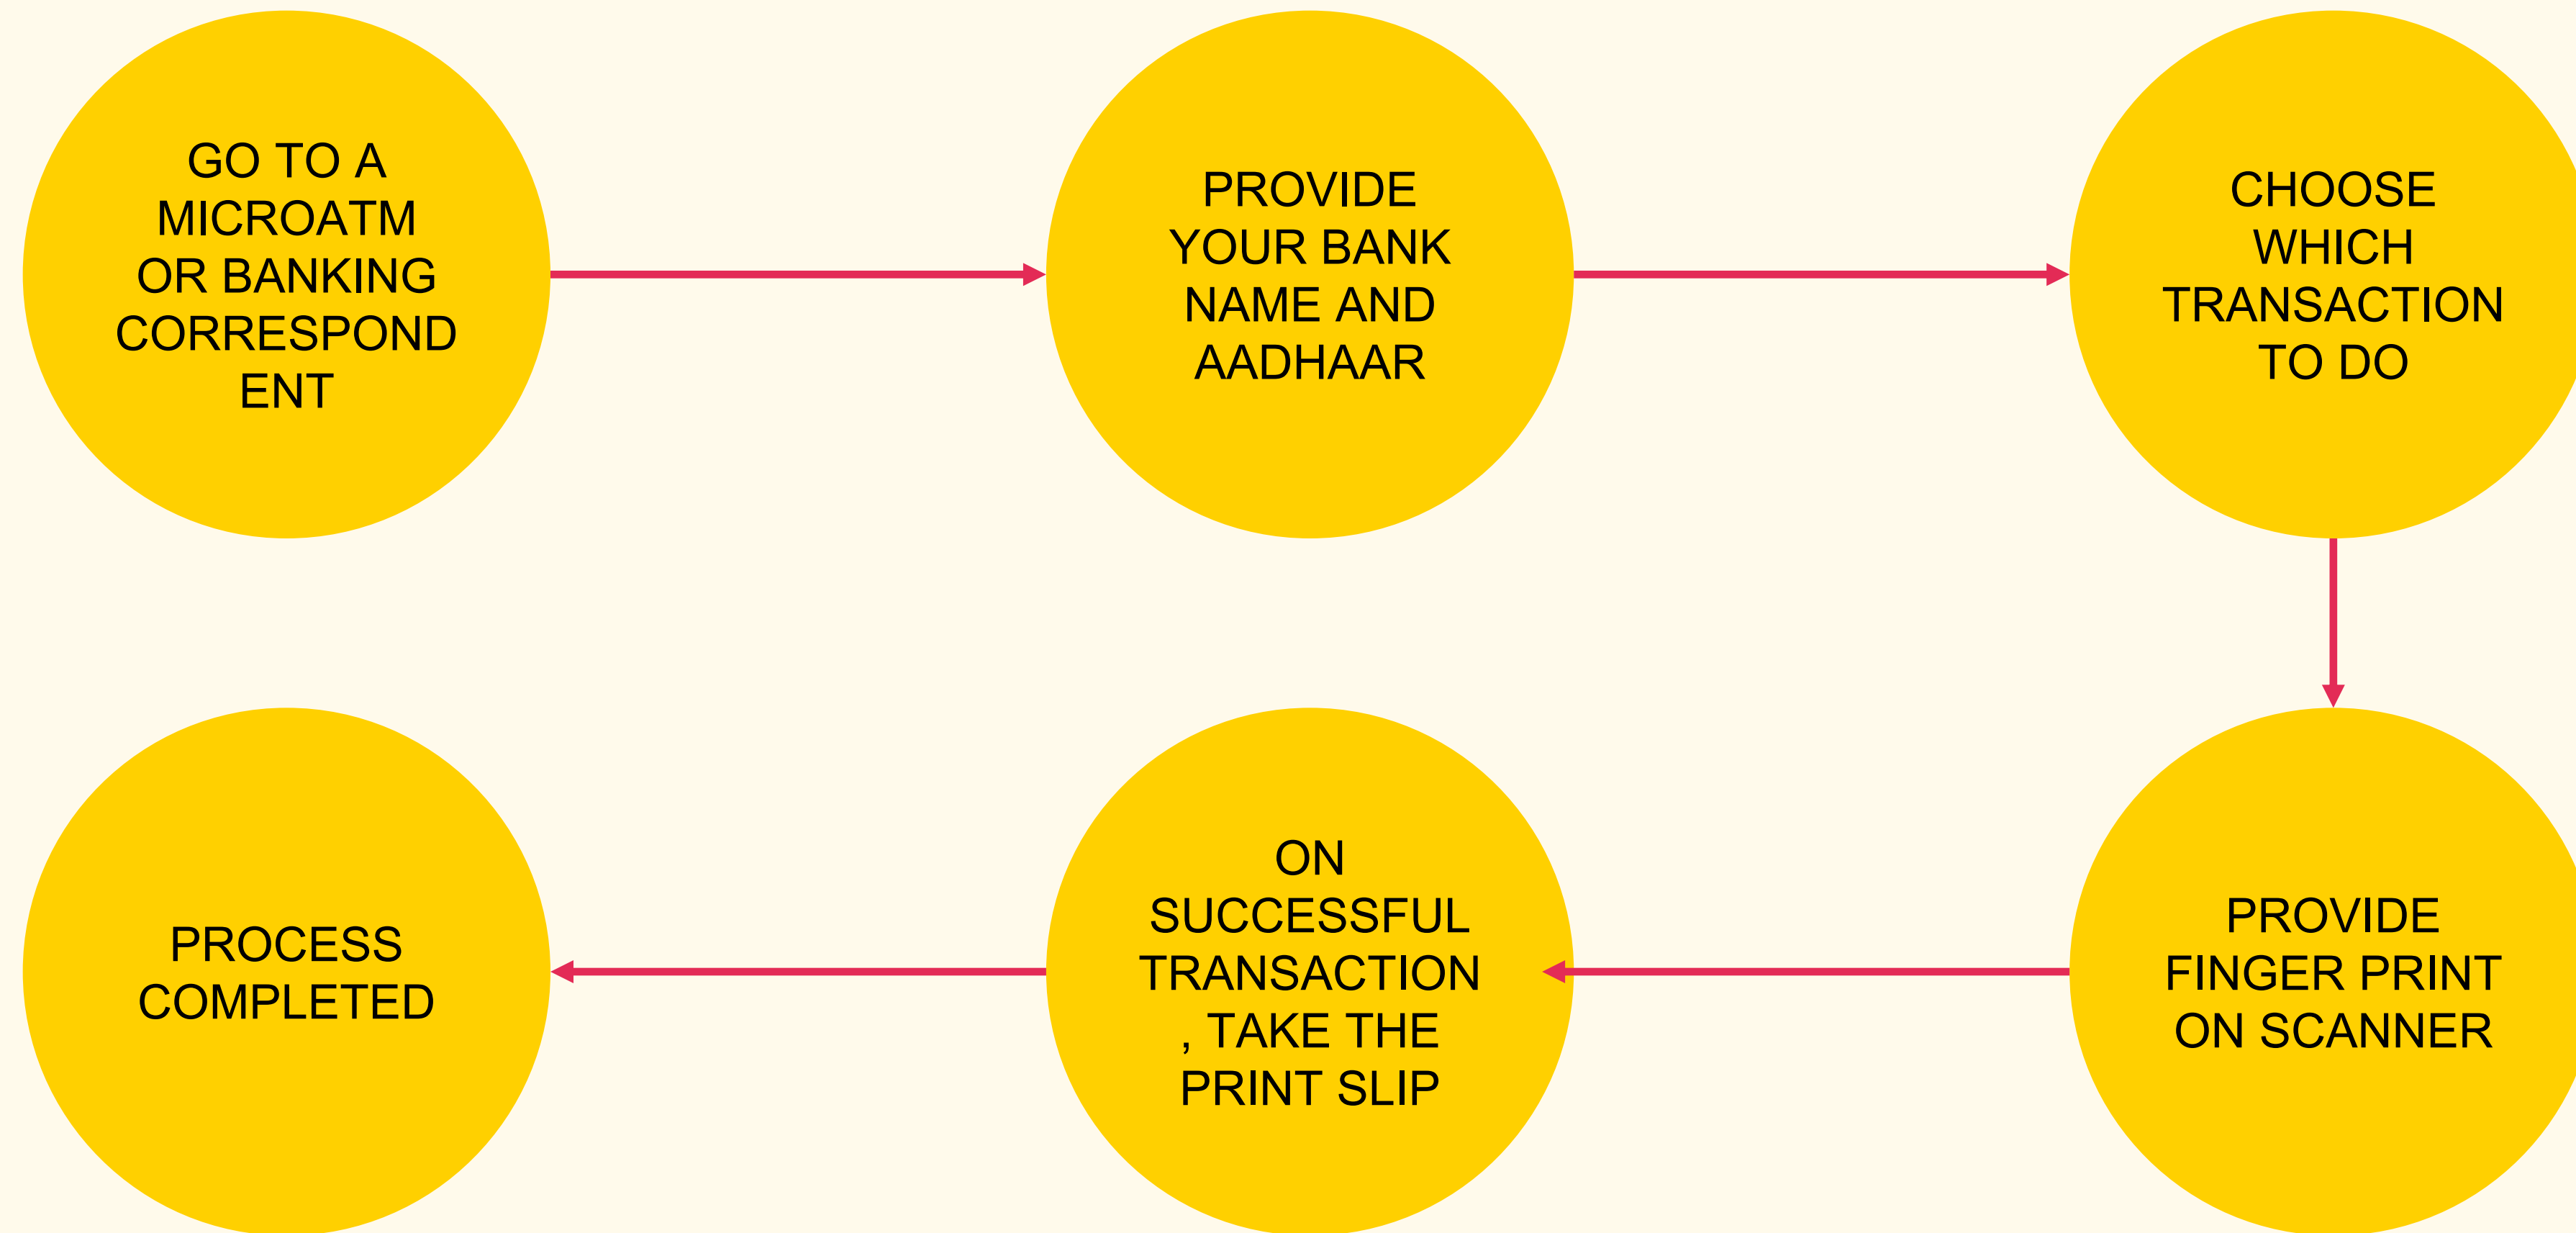 GO TO A
MICROATM
OR BANKING
CORRESPOND
ENT
PROVIDE
YOUR BANK
NAME AND
AADHAAR
CHOOSE
WHICH
TRANSACTION
TO DO
PROVIDE
FINGER PRINT
ON SCANNER
ON
SUCCESSFUL
TRANSACTION
, TAKE THE
PRINT SLIP
PROCESS
COMPLETED